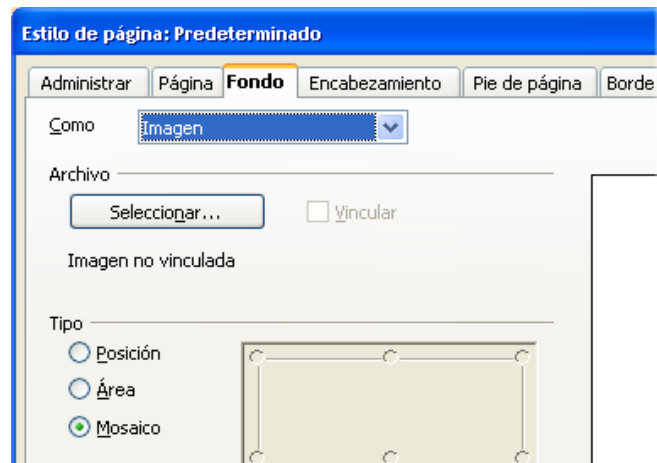 Estilo de página: Predeterminado
Administrar Página Fondo Encabezamiento Pie de página Borde
Como Imagen
Archivo
Seleccionar... Vincular
Imagen no vinculada
Tipo
Posición
Área
Mosaico